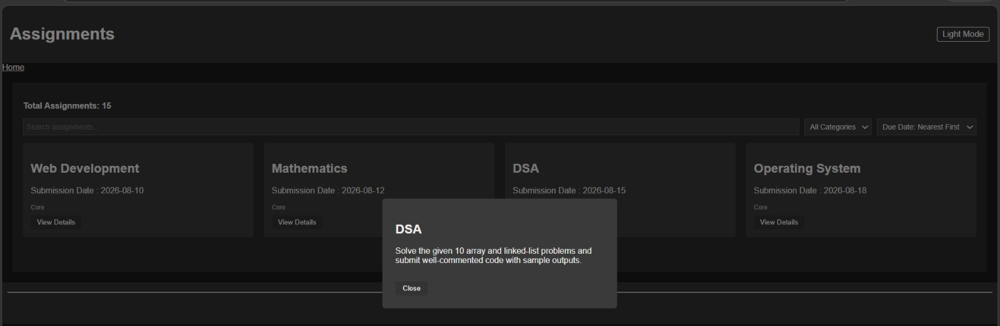 Assignments
Light Mode
Home
Total Assignments: 15
Search assignments...
All Categories
Due Date: Nearest First
Web Development
Submission Date : 2026-08-10
Core
View Details
Mathematics
Submission Date : 2026-08-12
Core
View Details
DSA
Submission Date : 2026-08-15
Operating System
Submission Date : 2026-08-18
Core
View Details
DSA
Solve the given 10 array and linked-list problems and
submit well-commented code with sample outputs.
Close